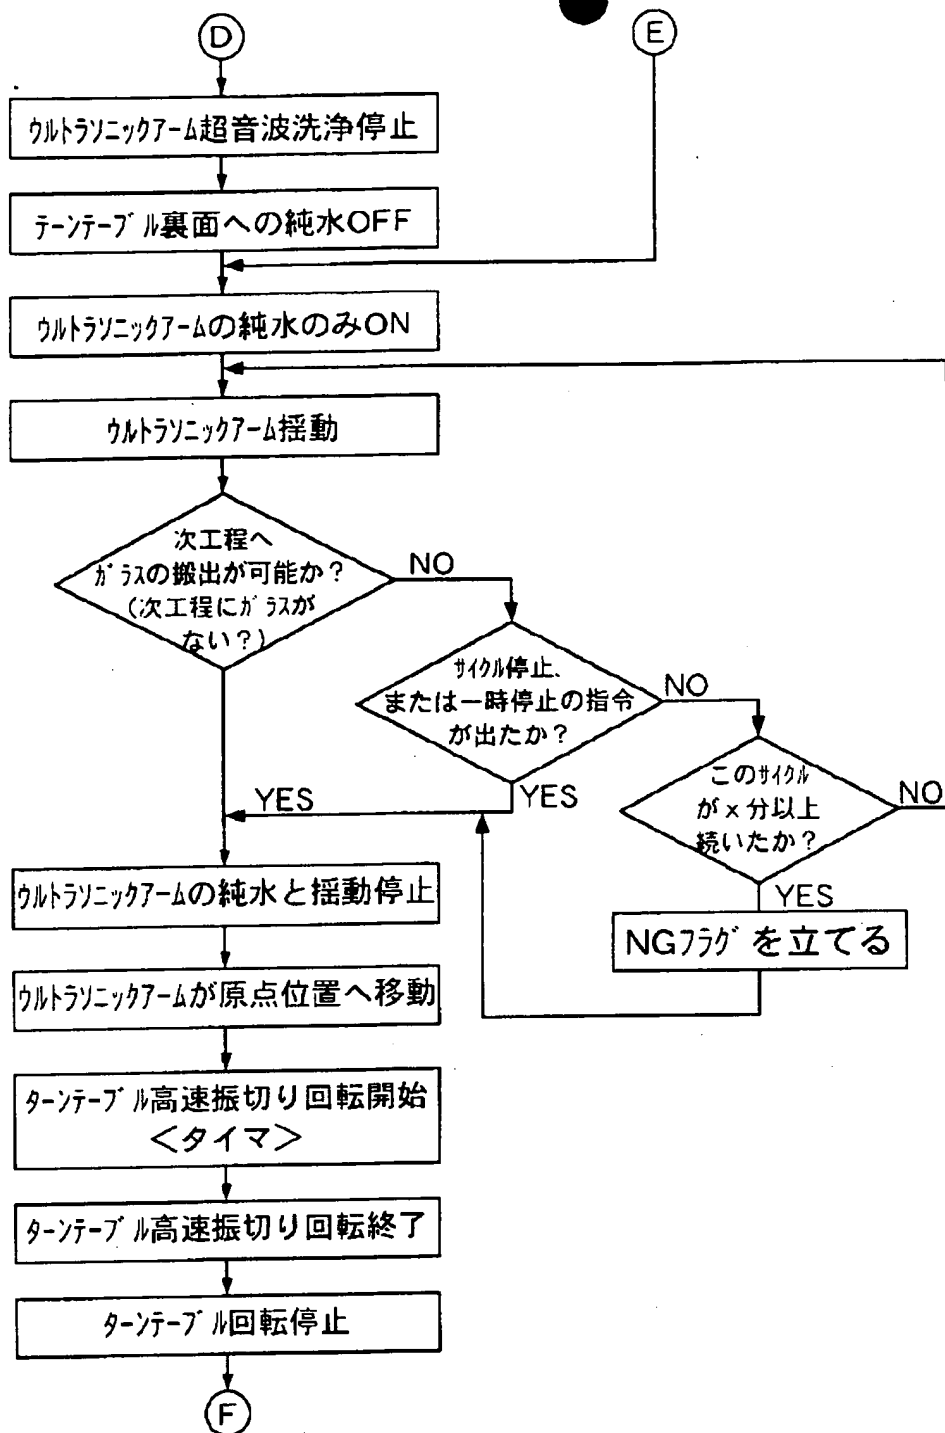 D
E
ウルトラソニックアーム超音波洗浄停止
テーンテーブル裏面への純水OFF
ウルトラソニックアームの純水のみON
ウルトラソニックアーム揺動
次工程へ
ガラスの搬出が可能か?
(次工程にガラスが
ない?)
NO
サイクル停止、
または一時停止の指令
が出たか?
NO
このサイクル
がx分以上
続いたか?
NO
YES
YES
YES
ウルトラソニックアームの純水と揺動停止
NGフラグを立てる
ウルトラソニックアームが原点位置へ移動
ターンテーブル高速振切り回転開始
<タイマ>
ターンテーブル高速振切り回転終了
ターンテーブル回転停止
F